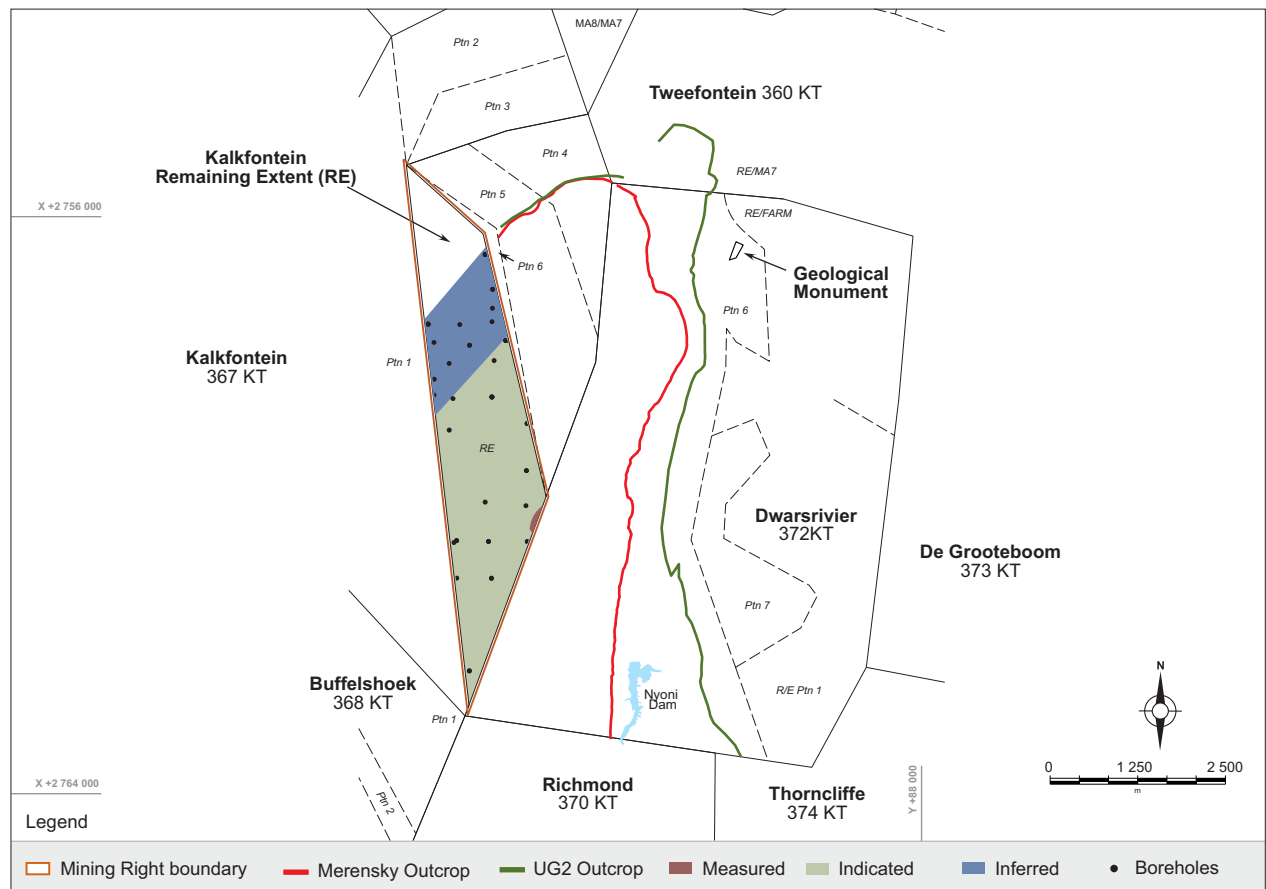 MA8/MA7
Ptn 2
Tweefontein 360 KT
Ptn 3
Kalkfontein
Remaining Extent (RE)
Ptn 4
RE/MA7
Ptn 5
X +2 756 000
RE/FARM
Ptn 6
Geological
Monument
Ptn 6
Kalkfontein
367 KT
Ptn 1
RE
Dwarsrivier
372KT
De Grooteboom
373 KT
Ptn 7
Buffelshoek
368 KT
Nyoni
Dam
R/E Ptn 1
Ptn 1
N
0 1 250 2 500
m
X +2 764 000
Richmond
370 KT
Thorncliffe
374 KT
Y +88 000
Ptn 2
Legend
Mining Right boundary Merensky Outcrop UG2 Outcrop Measured Indicated Inferred Boreholes